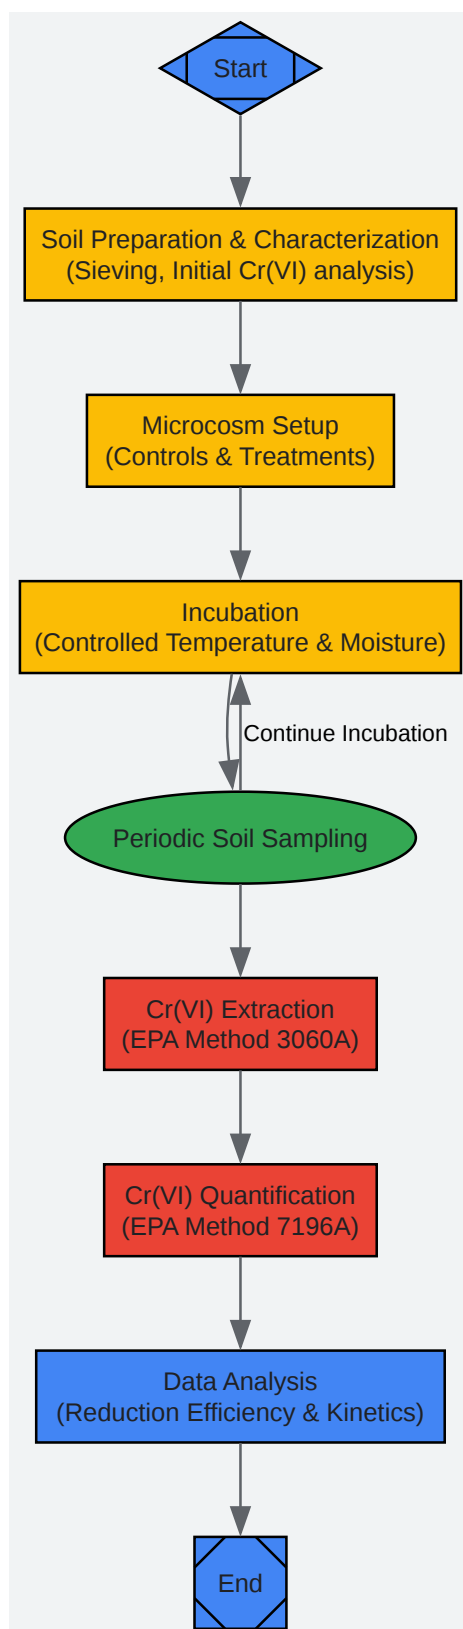 Start
Soil Preparation & Characterization
(Sieving, Initial Cr(VI) analysis)
Microcosm Setup
(Controls & Treatments)
Incubation
(Controlled Temperature & Moisture)
Continue Incubation
Periodic Soil Sampling
Cr(VI) Extraction
(EPA Method 3060A)
Cr(VI) Quantification
(EPA Method 7196A)
Data Analysis
(Reduction Efficiency & Kinetics)
End